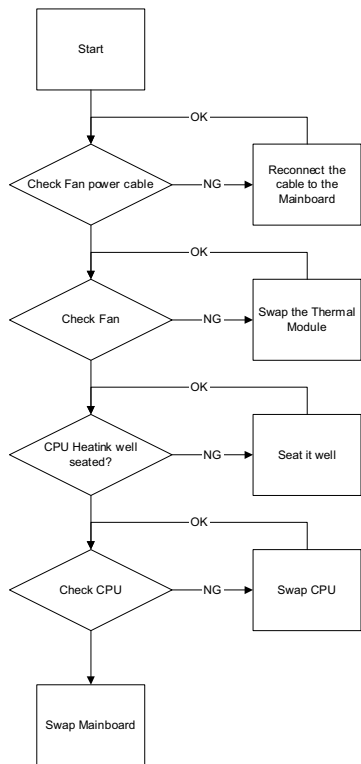 Start
OK
Check Fan power cable
NG
Reconnect the
cable to the
Mainboard
OK
Check Fan
NG
Swap the Thermal
Module
OK
CPU Heatink well
seated?
NG
Seat it well
OK
Check CPU
NG
Swap CPU
Swap Mainboard